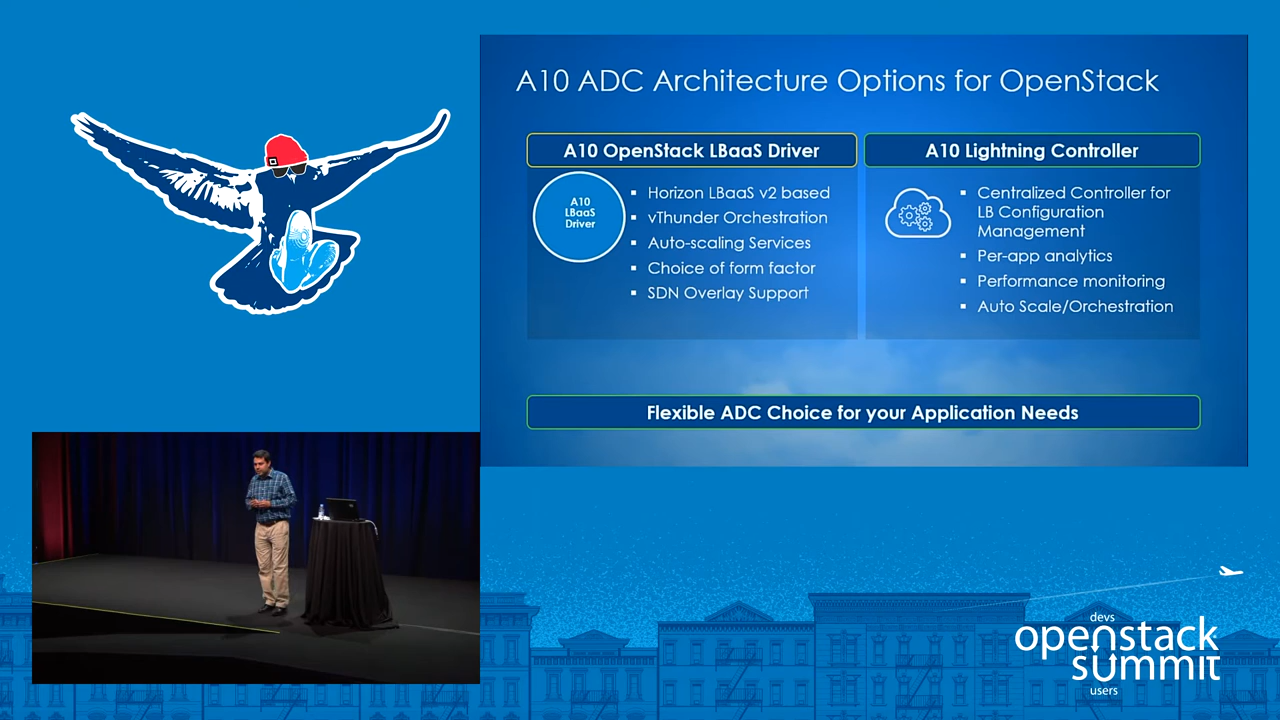 A10 ADC Architecture Options for OpenStack
A10 OpenStack LBaaS Driver
A10
LBaaS
Driver
▪ Horizon LBaaS v2 based
▪ vThunder Orchestration
▪ Auto-scaling Services
▪ Choice of form factor
▪ SDN Overlay Support
A10 Lightning Controller
▪ Centralized Controller for
LB Configuration
Management
▪ Per-app analytics
▪ Performance monitoring
▪ Auto Scale/Orchestration
Flexible ADC Choice for your Application Needs
devs
openstack
summit
users